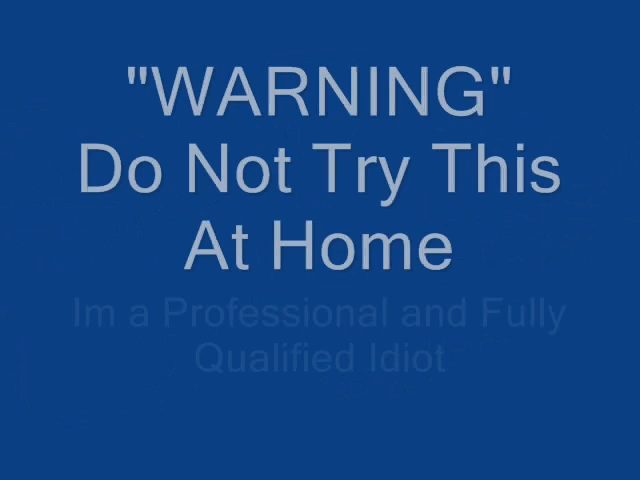 "WARNING"
Do Not Try This
At Home
Im a Professional and Fully
Qualified Idiot